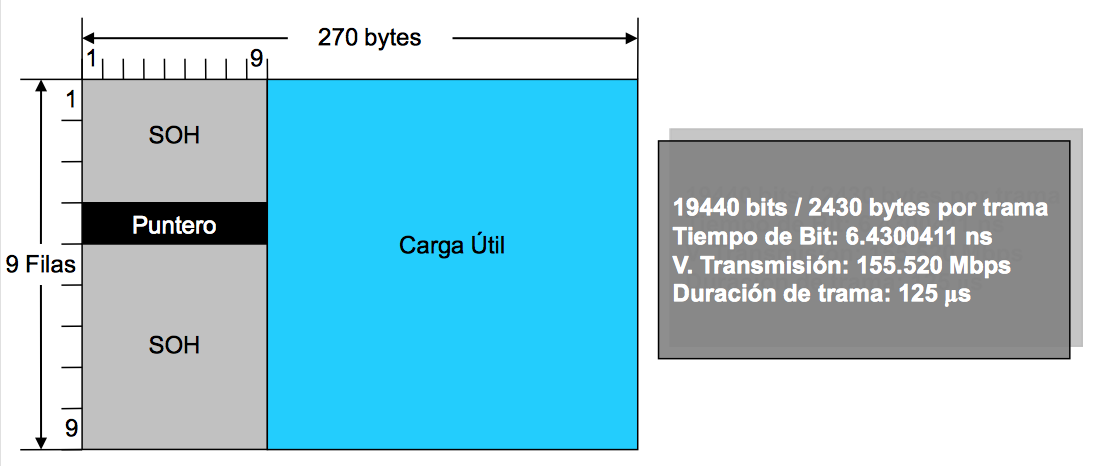 270 bytes
1 9
1
SOH
Puntero
Carga Útil
9 Filas
SOH
9
19440 bits / 2430 bytes por trama
Tiempo de Bit: 6.4300411 ns
V. Transmisión: 155.520 Mbps
Duración de trama: 125 μs